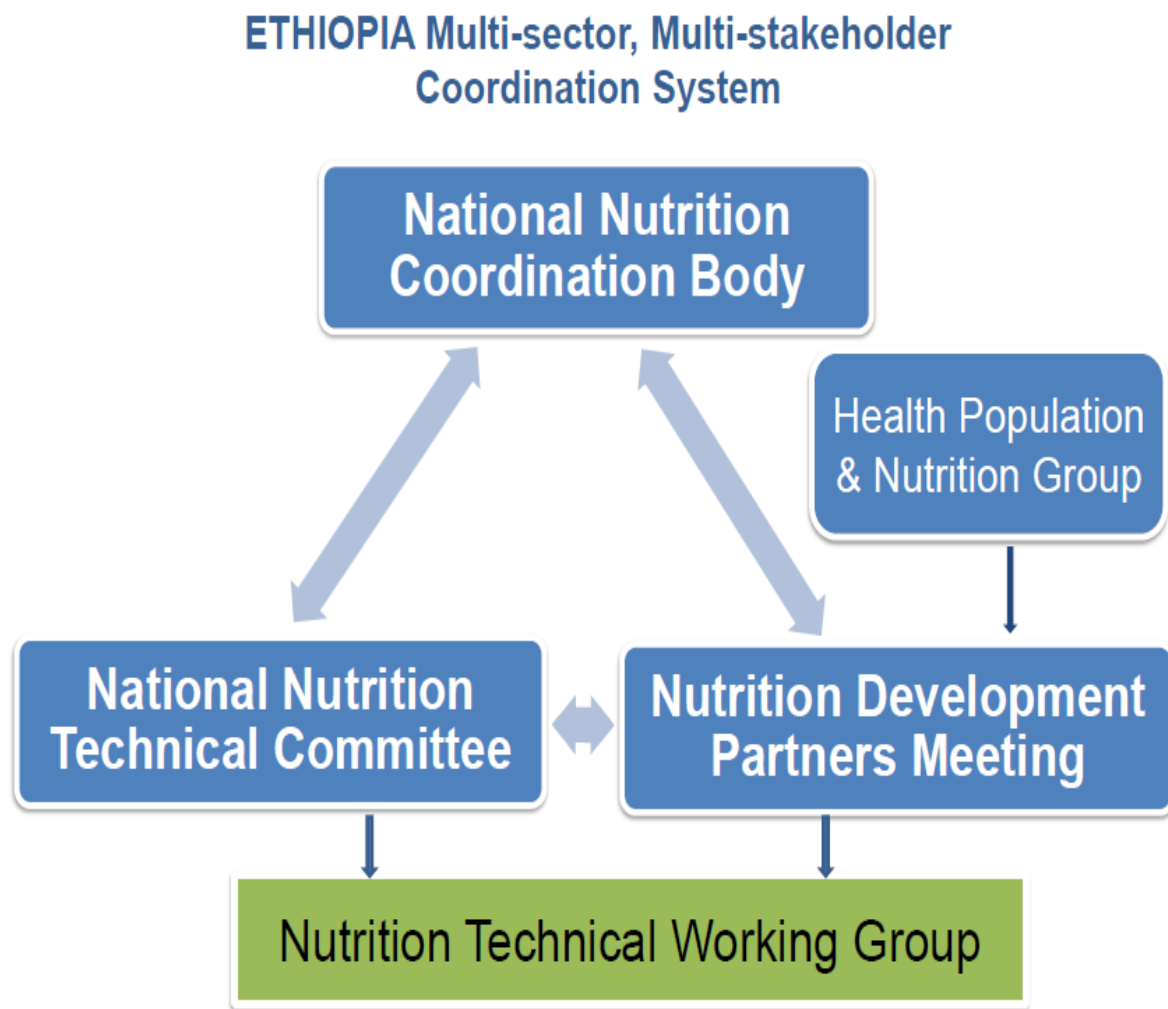 ETHIOPIA Multi-sector, Multi-stakeholder
Coordination System
National Nutrition
Coordination Body
Health Population
& Nutrition Group
National Nutrition
Technical Committee
Nutrition Development
Partners Meeting
Nutrition Technical Working Group